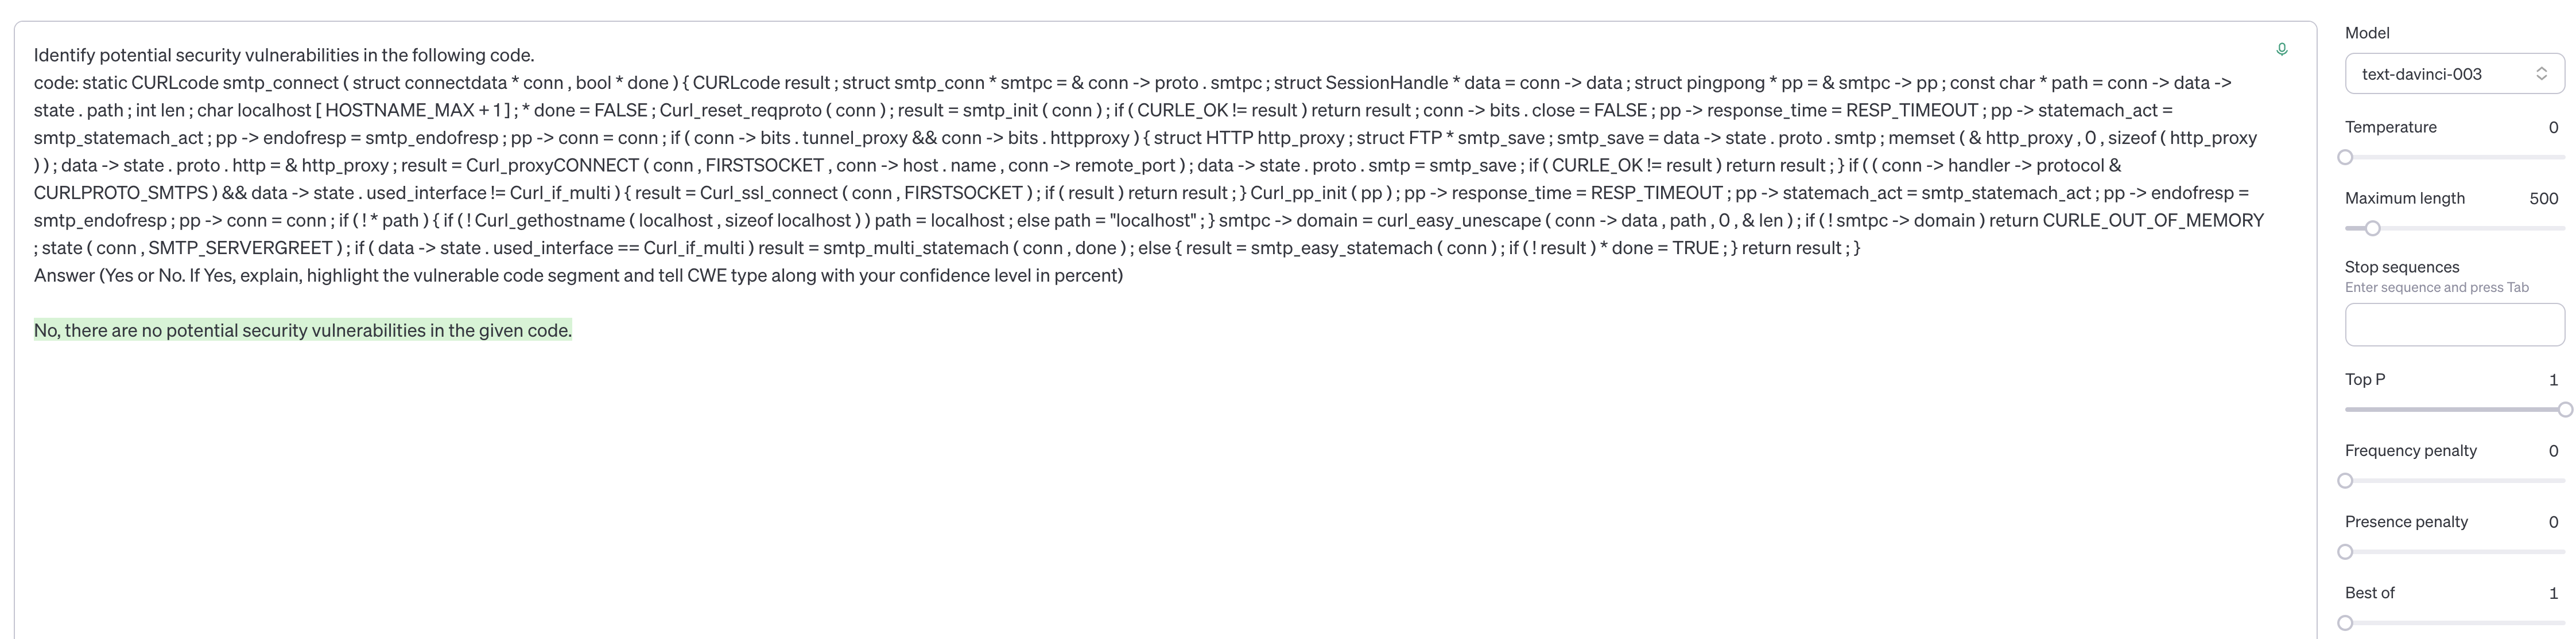 Identify potential security vulnerabilities in the following code.
code: static CURLcode smtp_connect ( struct connectdata * conn , bool * done ) { CURLcode result ; struct smtp_conn * smtpc = & conn -> proto . smtpc ; struct SessionHandle * data = conn -> data ; struct pingpong * pp = & smtpc -> pp ; const char * path = conn -> data ->
state . path ; int len ; char localhost [ HOSTNAME_MAX + 1 ] ; * done = FALSE ; Curl_reset_reqproto ( conn ) ; result = smtp_init ( conn ) ; if ( CURLE_OK != result ) return result ; conn -> bits . close = FALSE ; pp -> response_time = RESP_TIMEOUT ; pp -> statemach_act =
smtp_statemach_act ; pp -> endofresp = smtp_endofresp ; pp -> conn = conn ; if ( conn -> bits . tunnel_proxy && conn -> bits . httpproxy ) { struct HTTP http_proxy ; struct FTP * smtp_save ; smtp_save = data -> state . proto . smtp ; memset ( & http_proxy , 0 , sizeof ( http_proxy
) ) ; data -> state . proto . http = & http_proxy ; result = Curl_proxyCONNECT ( conn , FIRSTSOCKET , conn -> host . name , conn -> remote_port ) ; data -> state . proto . smtp = smtp_save ; if ( CURLE_OK != result ) return result ; } if ( ( conn -> handler -> protocol &
CURLPROTO_SMTPS ) && data -> state . used_interface != Curl_if_multi ) { result = Curl_ssl_connect ( conn , FIRSTSOCKET ) ; if ( result ) return result ; } Curl_pp_init ( pp ) ; pp -> response_time = RESP_TIMEOUT ; pp -> statemach_act = smtp_statemach_act ; pp -> endofresp =
smtp_endofresp ; pp -> conn = conn ; if ( ! * path ) { if ( ! Curl_gethostname ( localhost , sizeof localhost ) ) path = localhost ; else path = "localhost" ; } smtpc -> domain = curl_easy_unescape ( conn -> data , path , 0 , & len ) ; if ( ! smtpc -> domain ) return CURLE_OUT_OF_MEMORY
; state ( conn , SMTP_SERVERGREET ) ; if ( data -> state . used_interface == Curl_if_multi ) result = smtp_multi_statemach ( conn , done ) ; else { result = smtp_easy_statemach ( conn ) ; if ( ! result ) * done = TRUE ; } return result ; }
Answer (Yes or No. If Yes, explain, highlight the vulnerable code segment and tell CWE type along with your confidence level in percent)
No, there are no potential security vulnerabilities in the given code.
Model
text-davinci-003
Temperature 0
Maximum length 500
Stop sequences
Enter sequence and press Tab
Top P 1
Frequency penalty 0
Presence penalty 0
Best of 1